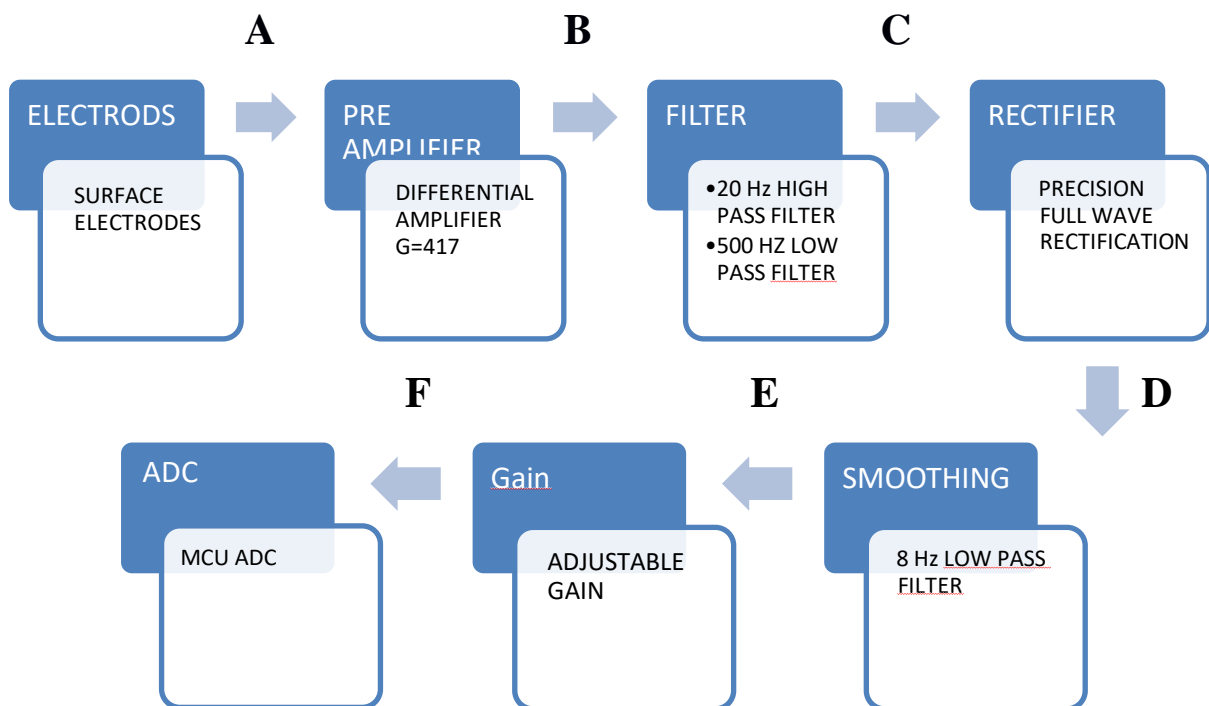 A
B
C
ELECTRODS
SURFACE
ELECTRODES
PRE
AMPLIFIER
DIFFERENTIAL
AMPLIFIER
G=417
FILTER
•20 Hz HIGH
PASS FILTER
•500 HZ LOW
PASS FILTER
RECTIFIER
PRECISION
FULL WAVE
RECTIFICATION
D
SMOOTHING
8 Hz LOW PASS
FILTER
E
Gain
ADJUSTABLE
GAIN
F
ADC
MCU ADC